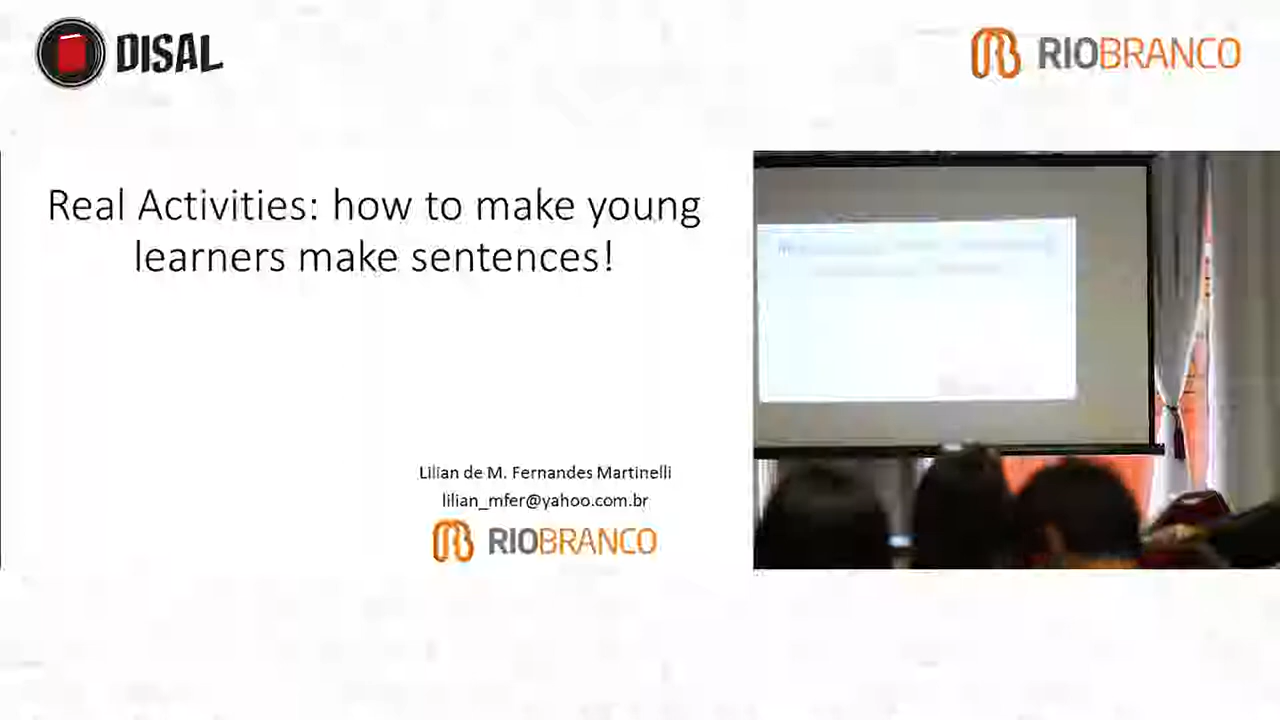 DISAL
RIOBRANCO
Real Activities: how to make young
learners make sentences!
Lilian de M. Fernandes Martinelli
lilian_mfer@yahoo.com.br
RIOBRANCO